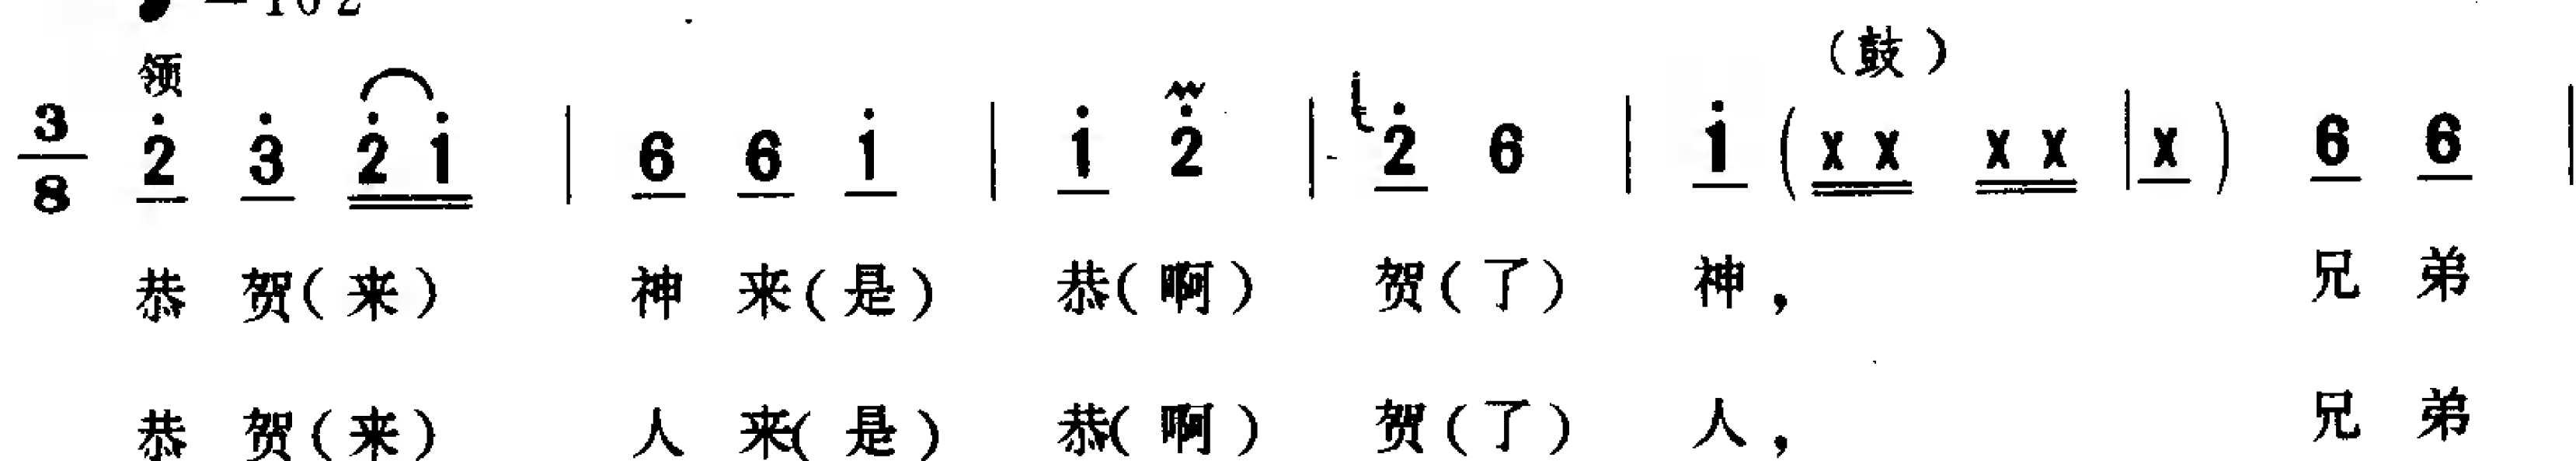 ♪=162
领 （鼓）
3/8 2̇ 3̇ 2̇ 1̇ | 6 6 1̇ | 1̇ 2̇ | 2̇ 6 | 1̇ (x x x x | x) 6 6 |
恭 贺（来） 神 来（是） 恭（啊） 贺（了） 神， 兄 弟
恭 贺（来） 人 来（是） 恭（啊） 贺（了） 人， 兄 弟